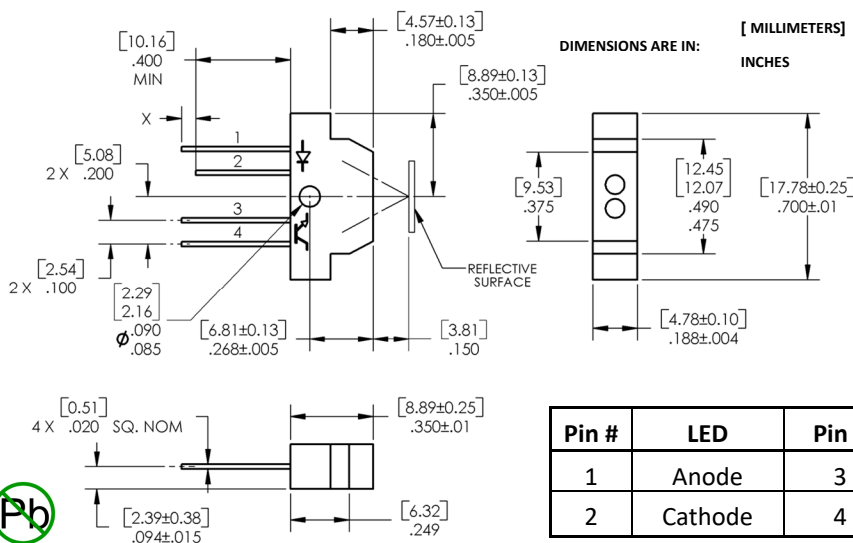 [4.57±0.13]
.180±.005
DIMENSIONS ARE IN:
[ MILLIMETERS]
INCHES
[10.16]
.400
MIN
[8.89±0.13]
.350±.005
X
1
2
3
4
[5.08]
2 X .200
[2.54]
2 X .100
[2.29]
[2.16]
Ø .090
.085
[6.81±0.13]
.268±.005
[3.81]
.150
REFLECTIVE
SURFACE
[9.53]
.375
[12.45]
[12.07]
.490
.475
[17.78±0.25]
.700±.01
[4.78±0.10]
.188±.004
[0.51]
4 X .020 SQ. NOM
[8.89±0.25]
.350±.01
[2.39±0.38]
.094±.015
[6.32]
.249
Pb
Pin # LED Pin
1 Anode 3
2 Cathode 4